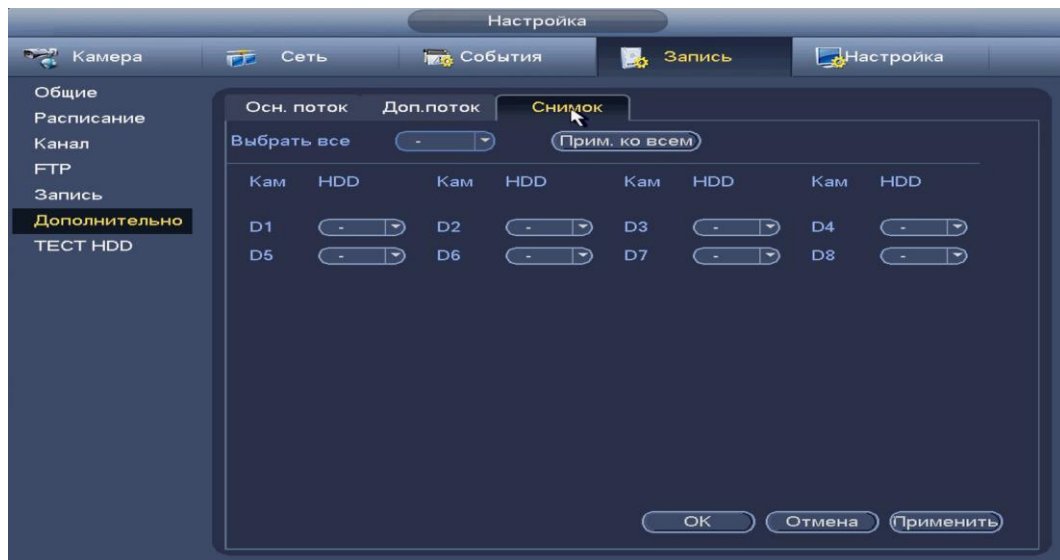 Настройка
Камера Сеть События Запись Настройка
Общие
Расписание
Канал
FTP
Запись
Дополнительно
ТЕСТ HDD
Осн. поток Доп.поток Снимок
Выбрать все - Прим. ко всем
Кам HDD Кам HDD Кам HDD Кам HDD
D1 - D2 - D3 - D4 -
D5 - D6 - D7 - D8 -
OK Отмена Применить